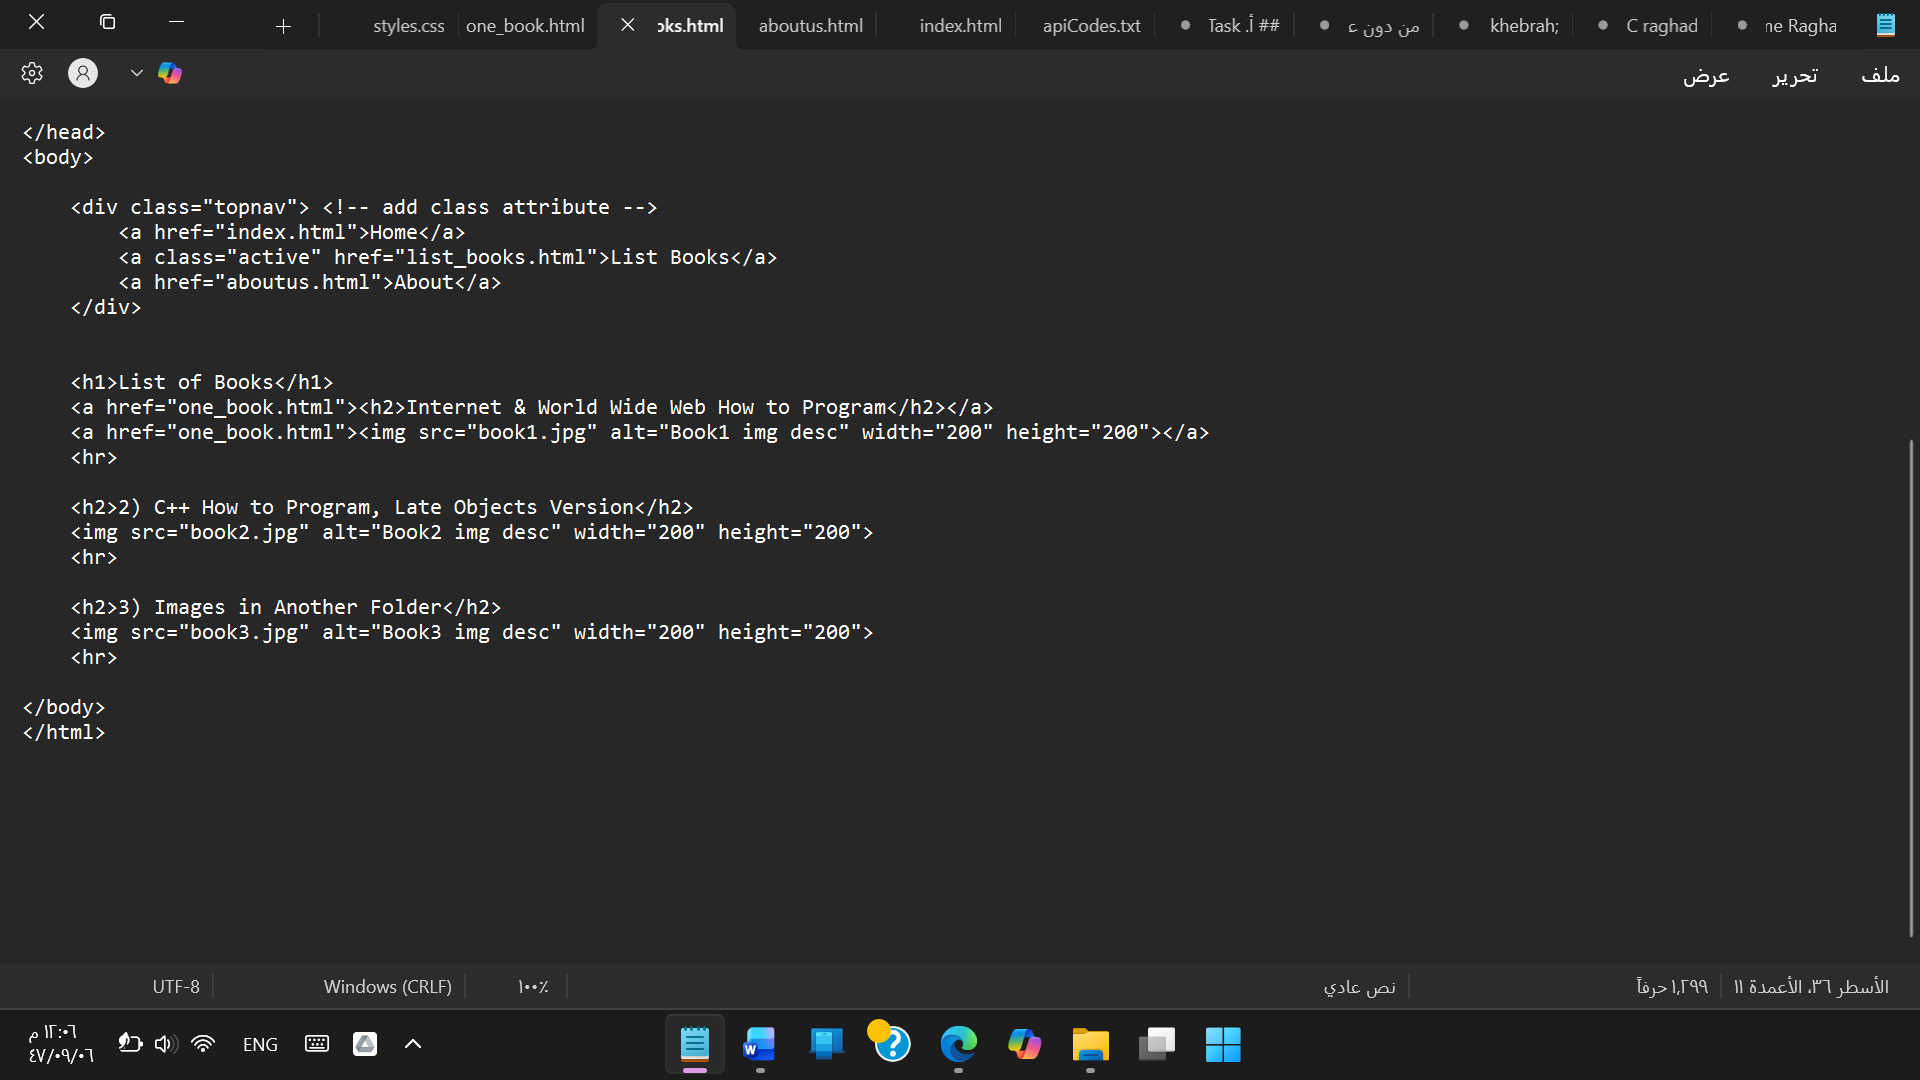 styles.css
one_book.html
oks.html
aboutus.html
index.html
apiCodes.txt
## أ. Task
من دون ع
khebrah;
C raghad
ne Ragha
ملف
تحرير
عرض
</head>
<body>
<div class="topnav"> <!-- add class attribute -->
<a href="index.html">Home</a>
<a class="active" href="list_books.html">List Books</a>
<a href="aboutus.html">About</a>
</div>
<h1>List of Books</h1>
<a href="one_book.html"><h2>Internet & World Wide Web How to Program</h2></a>
<a href="one_book.html"><img src="book1.jpg" alt="Book1 img desc" width="200" height="200"></a>
<hr>
<h2>2) C++ How to Program, Late Objects Version</h2>
<img src="book2.jpg" alt="Book2 img desc" width="200" height="200">
<hr>
<h2>3) Images in Another Folder</h2>
<img src="book3.jpg" alt="Book3 img desc" width="200" height="200">
<hr>
</body>
</html>
الأسطر ٣٦، الأعمدة ١١
١٬٢٩٩ حرفاً
نص عادي
١٠٠٪
Windows (CRLF)
UTF-8
ENG
١٢:٠٦ م
٤٧/٠٩/٠٦